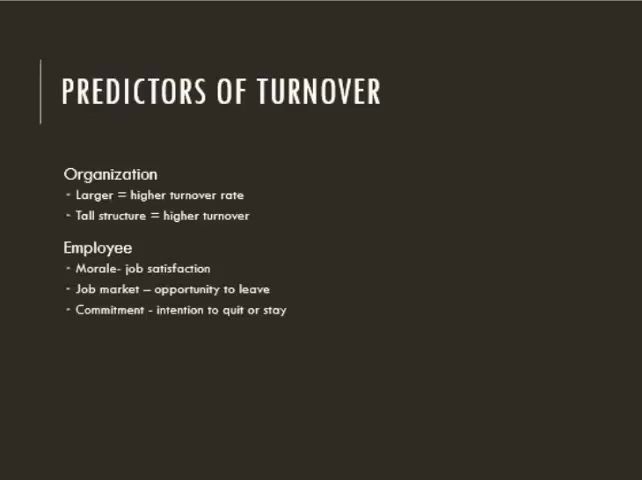 PREDICTORS OF TURNOVER
Organization
- Larger = higher turnover rate
- Tall structure = higher turnover
Employee
- Morale- job satisfaction
- Job market – opportunity to leave
- Commitment - intention to quit or stay